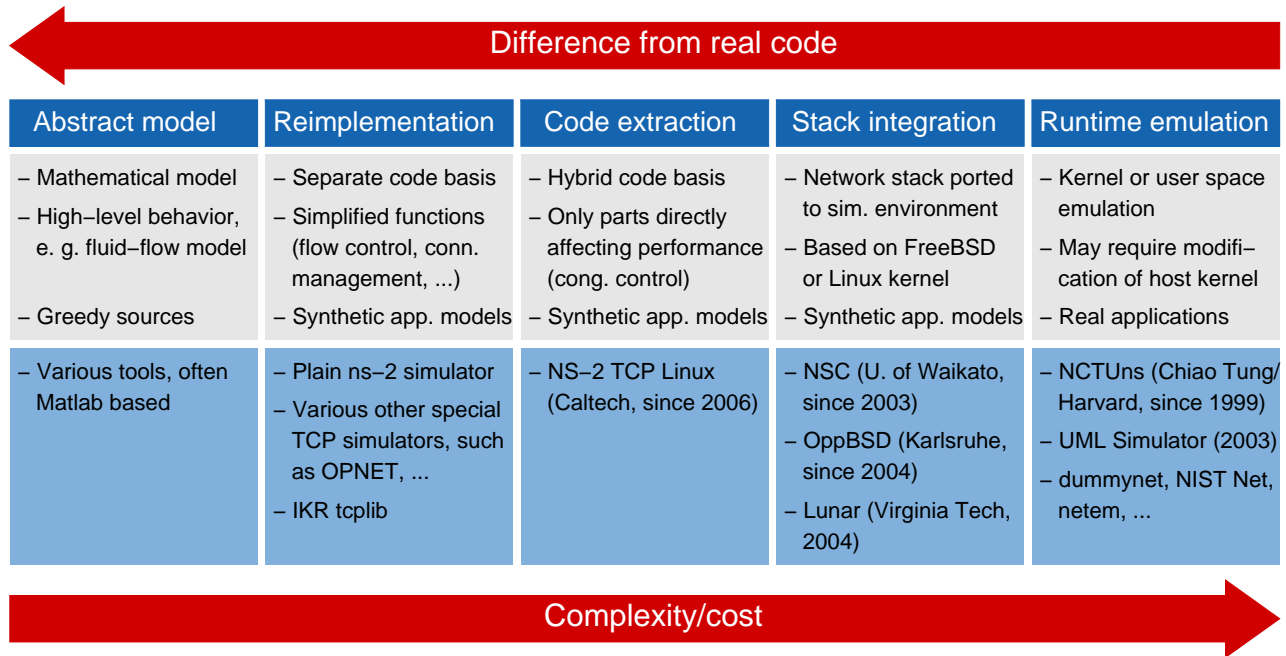 Difference from real code
Abstract model
– Mathematical model
– High–level behavior,
e. g. fluid–flow model
– Greedy sources
– Various tools, often
Matlab based
Reimplementation
– Separate code basis
– Simplified functions
(flow control, conn.
management, ...)
– Synthetic app. models
– Plain ns–2 simulator
– Various other special
TCP simulators, such
as OPNET, ...
– IKR tcplib
Code extraction
– Hybrid code basis
– Only parts directly
affecting performance
(cong. control)
– Synthetic app. models
– NS–2 TCP Linux
(Caltech, since 2006)
Stack integration
– Network stack ported
to sim. environment
– Based on FreeBSD
or Linux kernel
– Synthetic app. models
– NSC (U. of Waikato,
since 2003)
– OppBSD (Karlsruhe,
since 2004)
– Lunar (Virginia Tech,
2004)
Runtime emulation
– Kernel or user space
emulation
– May require modifi–
cation of host kernel
– Real applications
– NCTUns (Chiao Tung/
Harvard, since 1999)
– UML Simulator (2003)
– dummynet, NIST Net,
netem, ...
Complexity/cost